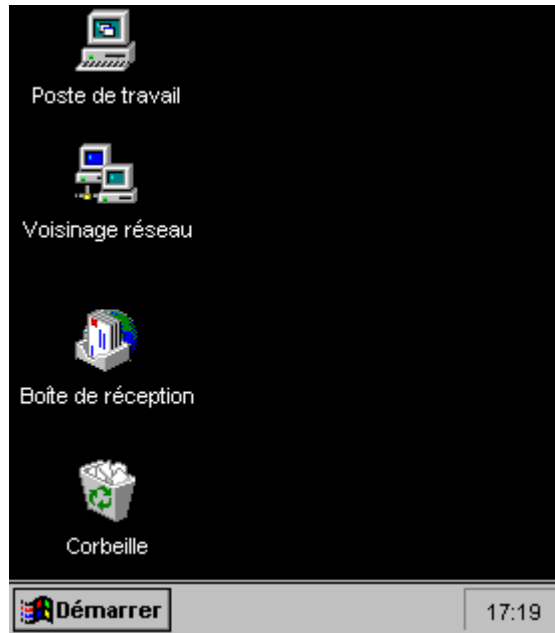 Poste de travail
Voisinage réseau
Boîte de réception
Corbeille
Démarrer
17:19